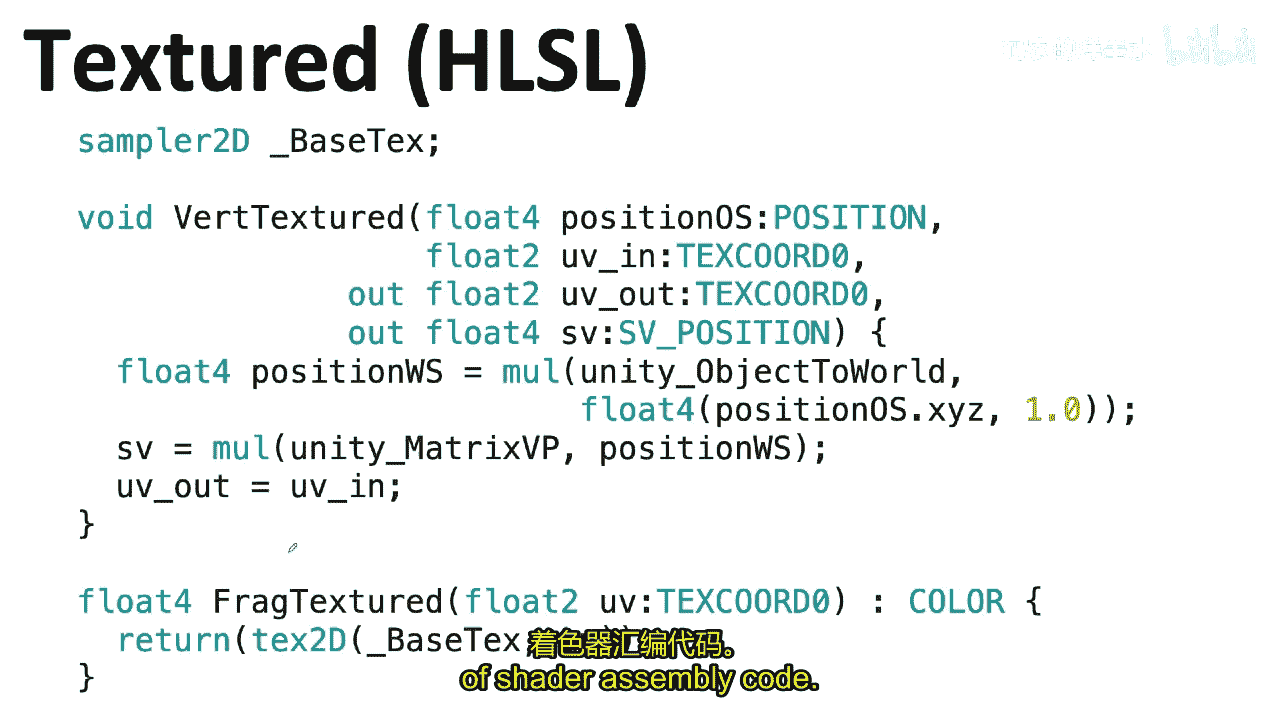 Textured (HLSL)
sampler2D _BaseTex;
void VertTextured(float4 positionOS:POSITION,
float2 uv_in:TEXCOORD0,
out float2 uv_out:TEXCOORD0,
out float4 sv:SV_POSITION) {
float4 positionWS = mul(unity_ObjectToWorld,
float4(positionOS.xyz, 1.0));
sv = mul(unity_MatrixVP, positionWS);
uv_out = uv_in;
}
float4 FragTextured(float2 uv:TEXCOORD0) : COLOR {
return(tex2D(_BaseTex
着色器汇编代码。
}
of shader assembly code.